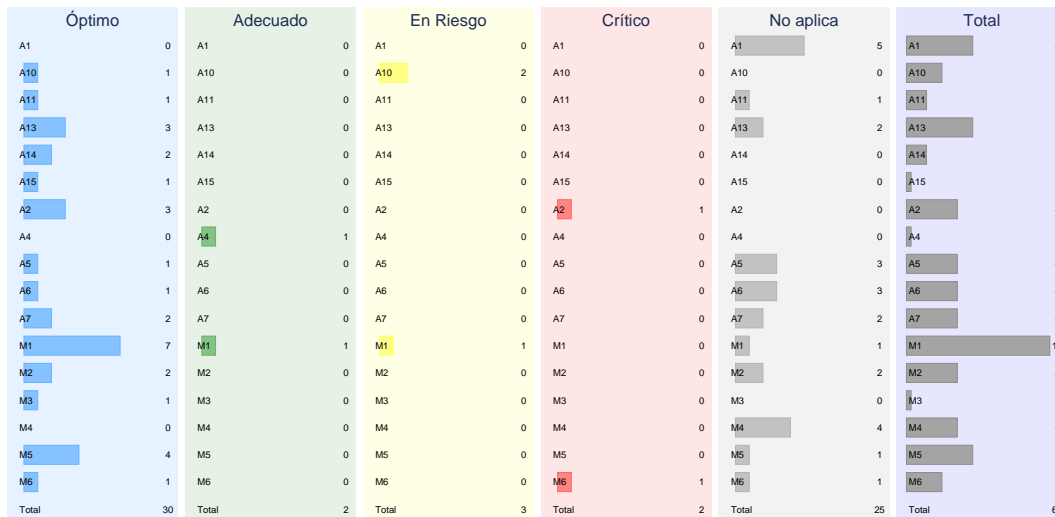 Óptimo
A1 0
A10 1
A11 1
A13 3
A14 2
A15 1
A2 3
A4 0
A5 1
A6 1
A7 2
M1 7
M2 2
M3 1
M4 0
M5 4
M6 1
Total 30
Adecuado
A1 0
A10 0
A11 0
A13 0
A14 0
A15 0
A2 0
A4 1
A5 0
A6 0
A7 0
M1 1
M2 0
M3 0
M4 0
M5 0
M6 0
Total 2
En Riesgo
A1 0
A10 2
A11 0
A13 0
A14 0
A15 0
A2 0
A4 0
A5 0
A6 0
A7 0
M1 1
M2 0
M3 0
M4 0
M5 0
M6 0
Total 3
Crítico
A1 0
A10 0
A11 0
A13 0
A14 0
A15 0
A2 1
A4 0
A5 0
A6 0
A7 0
M1 0
M2 0
M3 0
M4 0
M5 0
M6 1
Total 2
No aplica
A1 5
A10 0
A11 1
A13 2
A14 0
A15 0
A2 0
A4 0
A5 3
A6 3
A7 2
M1 1
M2 2
M3 0
M4 4
M5 1
M6 1
Total 25
Total
A1
A10
A11
A13
A14
A15
A2
A4
A5
A6
A7
M1
M2
M3
M4
M5
M6
Total